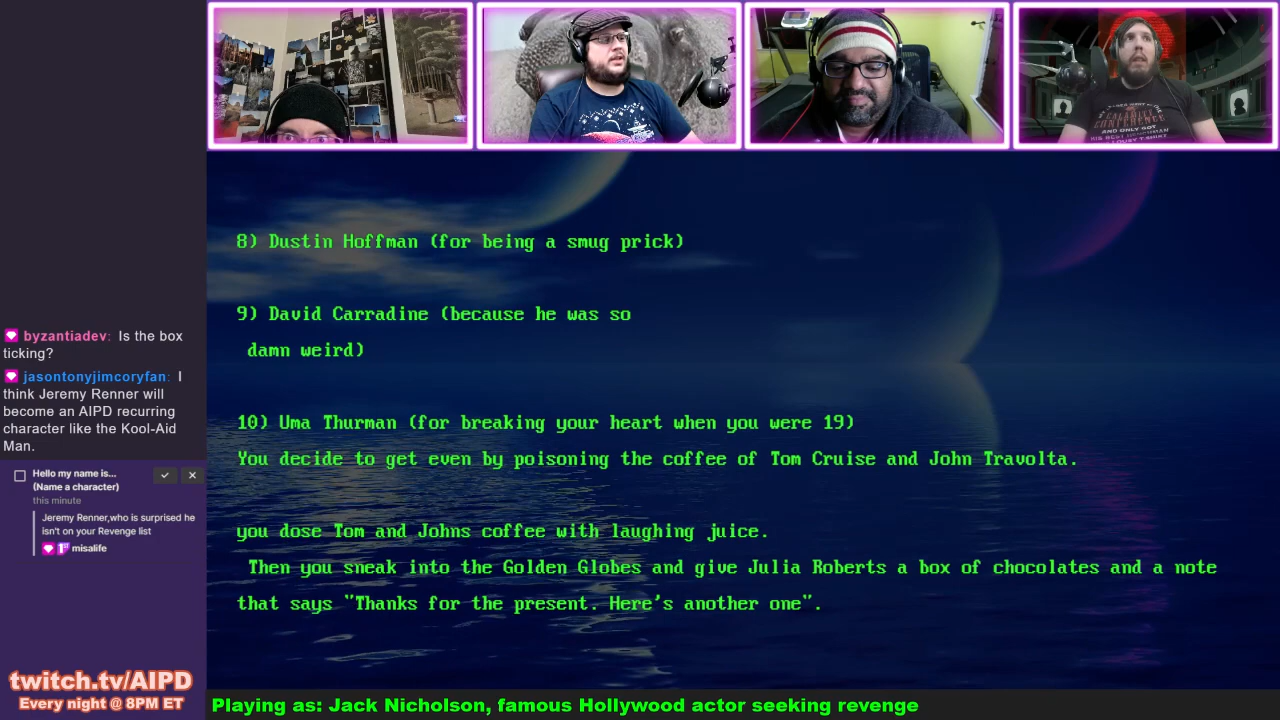 8) Dustin Hoffman (for being a smug prick)
9) David Carradine (because he was so
damn weird)
10) Uma Thurman (for breaking your heart when you were 19)
You decide to get even by poisoning the coffee of Tom Cruise and John Travolta.
you dose Tom and Johns coffee with laughing juice.
Then you sneak into the Golden Globes and give Julia Roberts a box of chocolates and a note
that says "Thanks for the present. Here's another one".
byzantiadev: Is the box
ticking?
jasontonyjimcoryfan: I
think Jeremy Renner will
become an AIPD recurring
character like the Kool-Aid
Man.
Hello my name is...
(Name a character)
this minute
Jeremy Renner,who is surprised he
isn't on your Revenge list
misalife
twitch.tv/AIPD
Every night @ 8PM ET
Playing as: Jack Nicholson, famous Hollywood actor seeking revenge
AND ONLY GOT